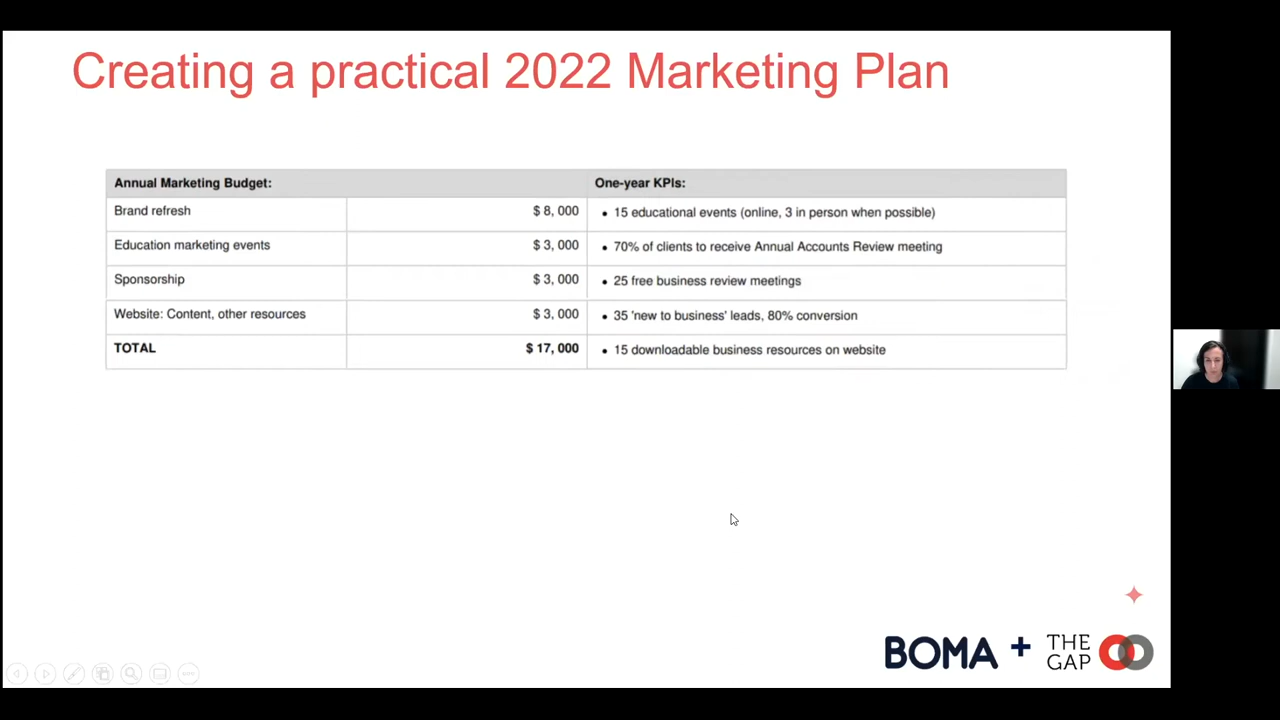 Creating a practical 2022 Marketing Plan
Annual Marketing Budget: One-year KPIs:
Brand refresh $ 8, 000 • 15 educational events (online, 3 in person when possible)
Education marketing events $ 3, 000 • 70% of clients to receive Annual Accounts Review meeting
Sponsorship $ 3, 000 • 25 free business review meetings
Website: Content, other resources $ 3, 000 • 35 'new to business' leads, 80% conversion
TOTAL $ 17, 000 • 15 downloadable business resources on website
BOMA + THE
GAP